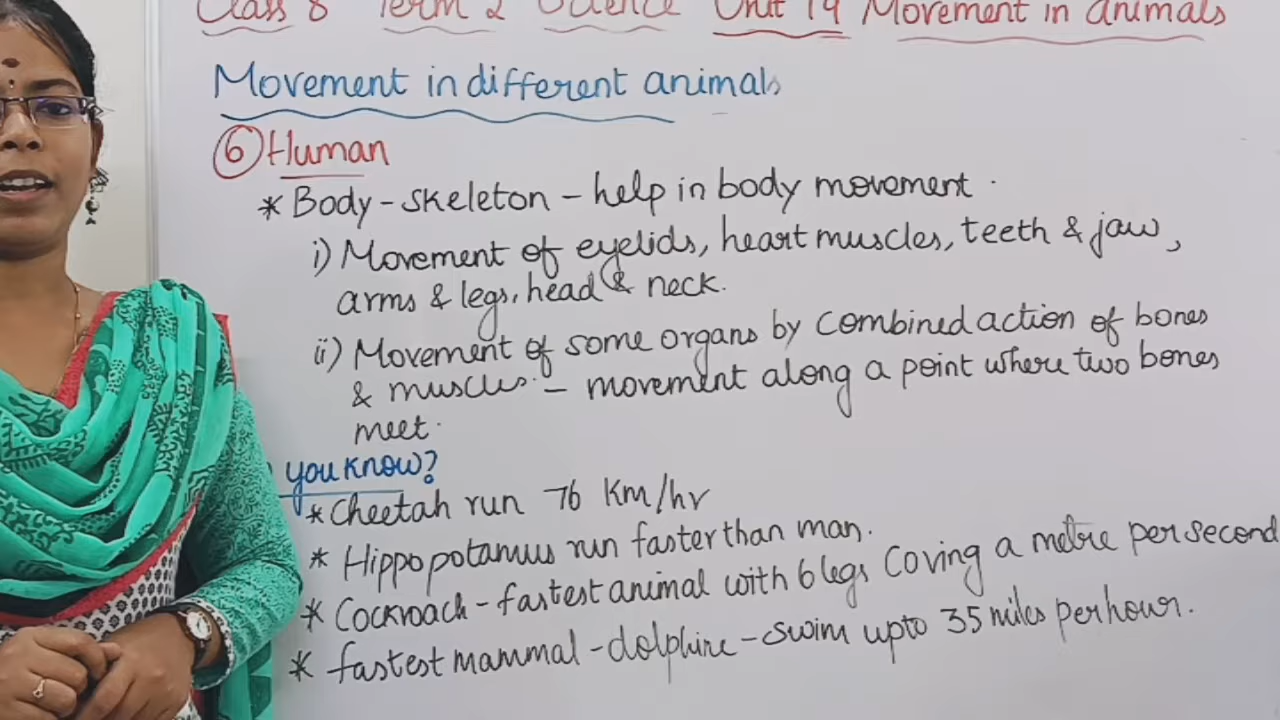 Class 8 Term 2 Science Unit 19 Movement in animals
Movement in different animals
6 Human
* Body - skeleton - help in body movement.
i) Movement of eyelids, heart muscles, teeth & jaw,
arms & legs, head & neck.
ii) Movement of some organs by combined action of bones
& muscles. - movement along a point where two bones
meet.
you know?
* Cheetah run 76 Km/hr
* Hippopotamus run faster than man.
* Cockroach - fastest animal with 6 legs Coving a metre per second
* fastest mammal - dolphine - swim upto 35 miles per hour.